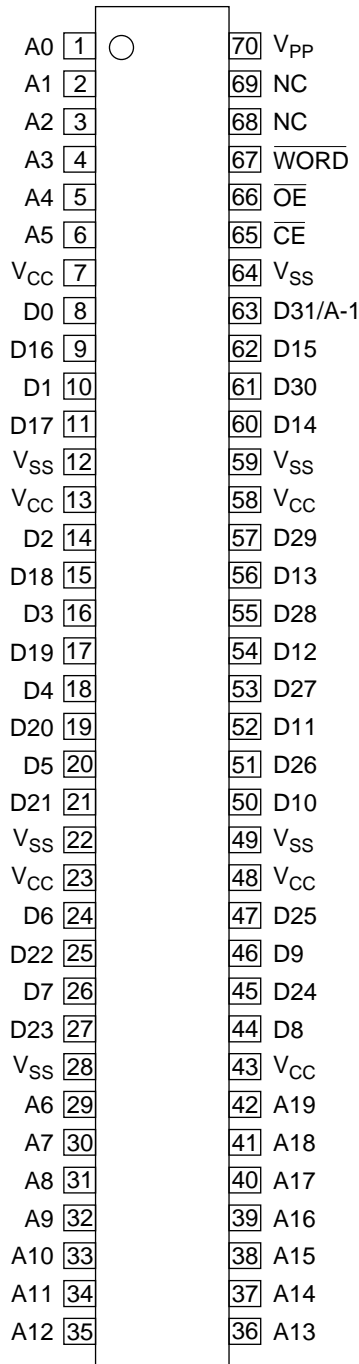 A0 1 70 VPP
A1 2 69 NC
A2 3 68 NC
A3 4 67 WORD
A4 5 66 OE
A5 6 65 CE
VCC 7 64 VSS
D0 8 63 D31/A-1
D16 9 62 D15
D1 10 61 D30
D17 11 60 D14
VSS 12 59 VSS
VCC 13 58 VCC
D2 14 57 D29
D18 15 56 D13
D3 16 55 D28
D19 17 54 D12
D4 18 53 D27
D20 19 52 D11
D5 20 51 D26
D21 21 50 D10
VSS 22 49 VSS
VCC 23 48 VCC
D6 24 47 D25
D22 25 46 D9
D7 26 45 D24
D23 27 44 D8
VSS 28 43 VCC
A6 29 42 A19
A7 30 41 A18
A8 31 40 A17
A9 32 39 A16
A10 33 38 A15
A11 34 37 A14
A12 35 36 A13